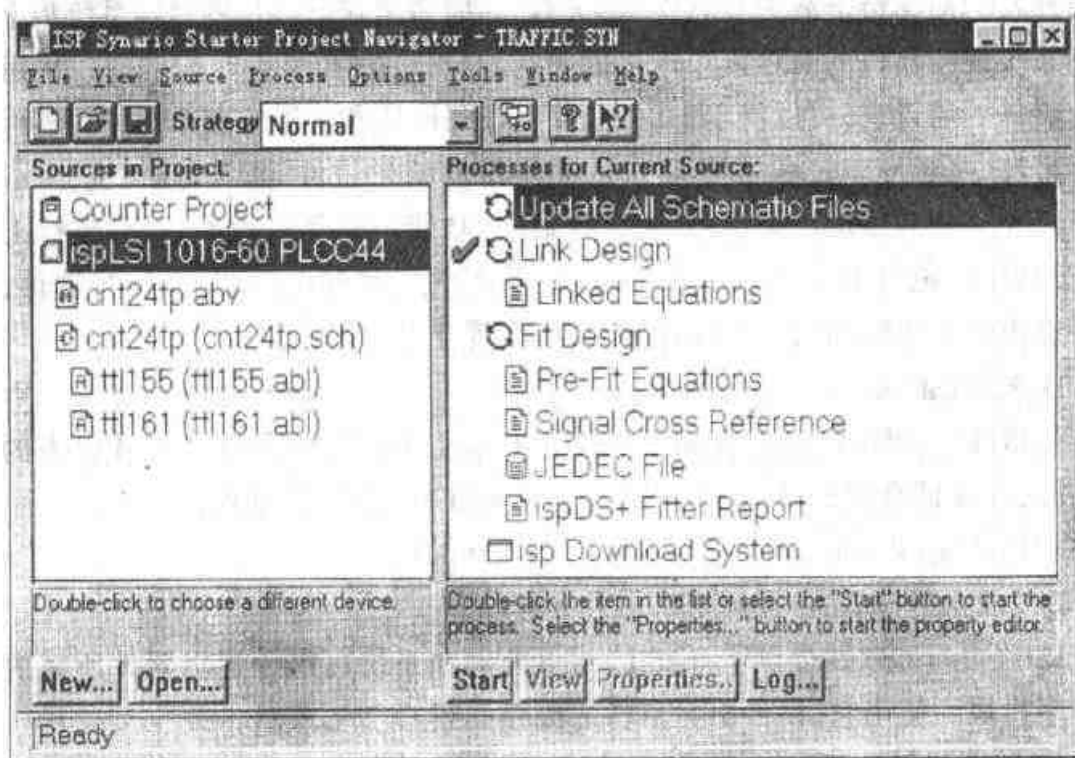 ISP Synario Starter Project Navigator - TRAFFIC.SYN
File View Source Process Options Tools Window Help
Strategy Normal
Sources in Project:
Counter Project
ispLSI 1016-60 PLCC44
cnt24tp.abv
cnt24tp (cnt24tp.sch)
ttl155 (ttl155.abl)
ttl161 (ttl161.abl)
Double-click to choose a different device.
New... Open...
Processes for Current Source:
Update All Schematic Files
Link Design
Linked Equations
Fit Design
Pre-Fit Equations
Signal Cross Reference
JEDEC File
ispDS+ Fitter Report
isp Download System
Double-click the item in the list or select the "Start" button to start the
process. Select the "Properties..." button to start the property editor.
Start View Properties... Log...
Ready